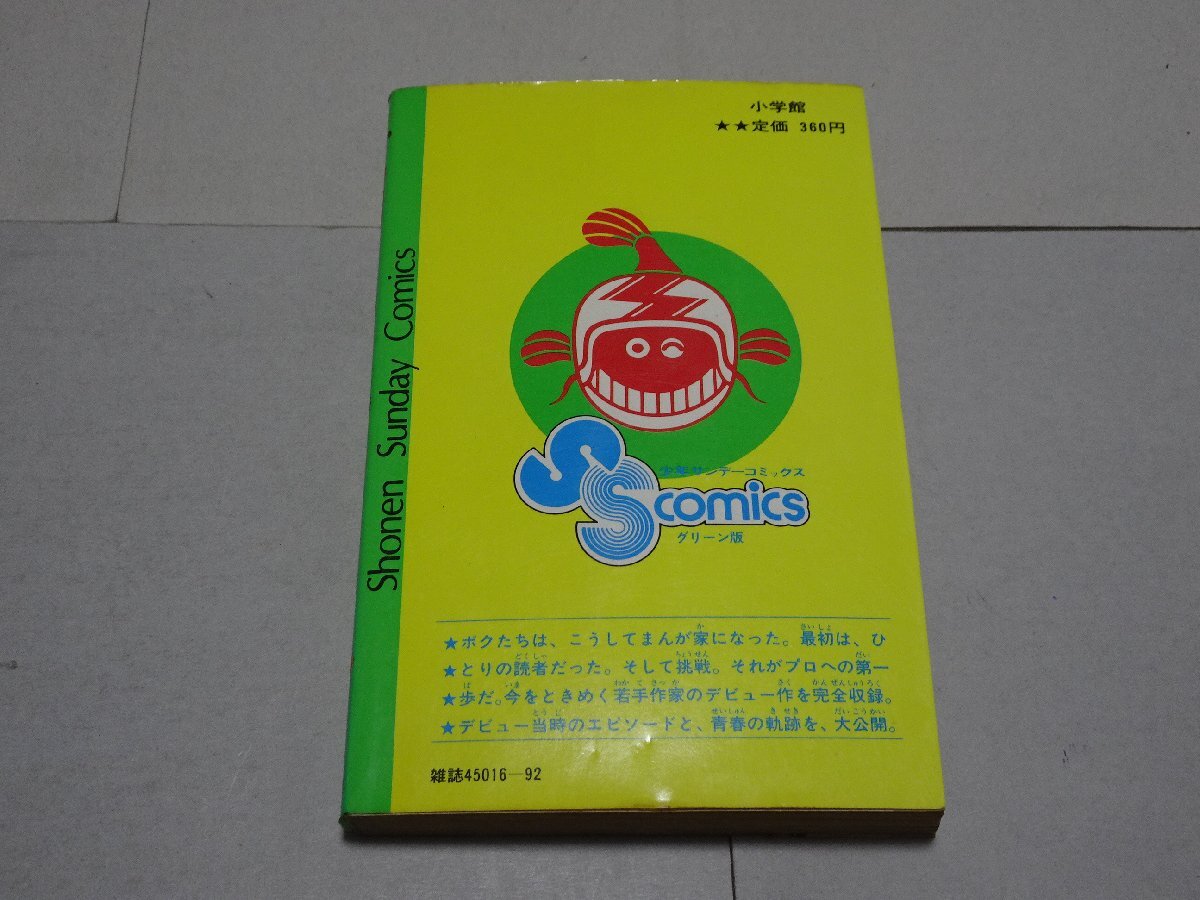 小学館
★★定価 360円
Shonen Sunday Comics
少年サンデーコミックス
SS comics
グリーン版
★ボクたちは、こうしてまんが家になった。最初は、ひ
★とりの読者だった。そして挑戦。それがプロへの第一
★歩だ。今をときめく若手作家のデビュー作を完全収録。
★デビュー当時のエピソードと、青春の軌跡を、大公開。
雑誌45016-92